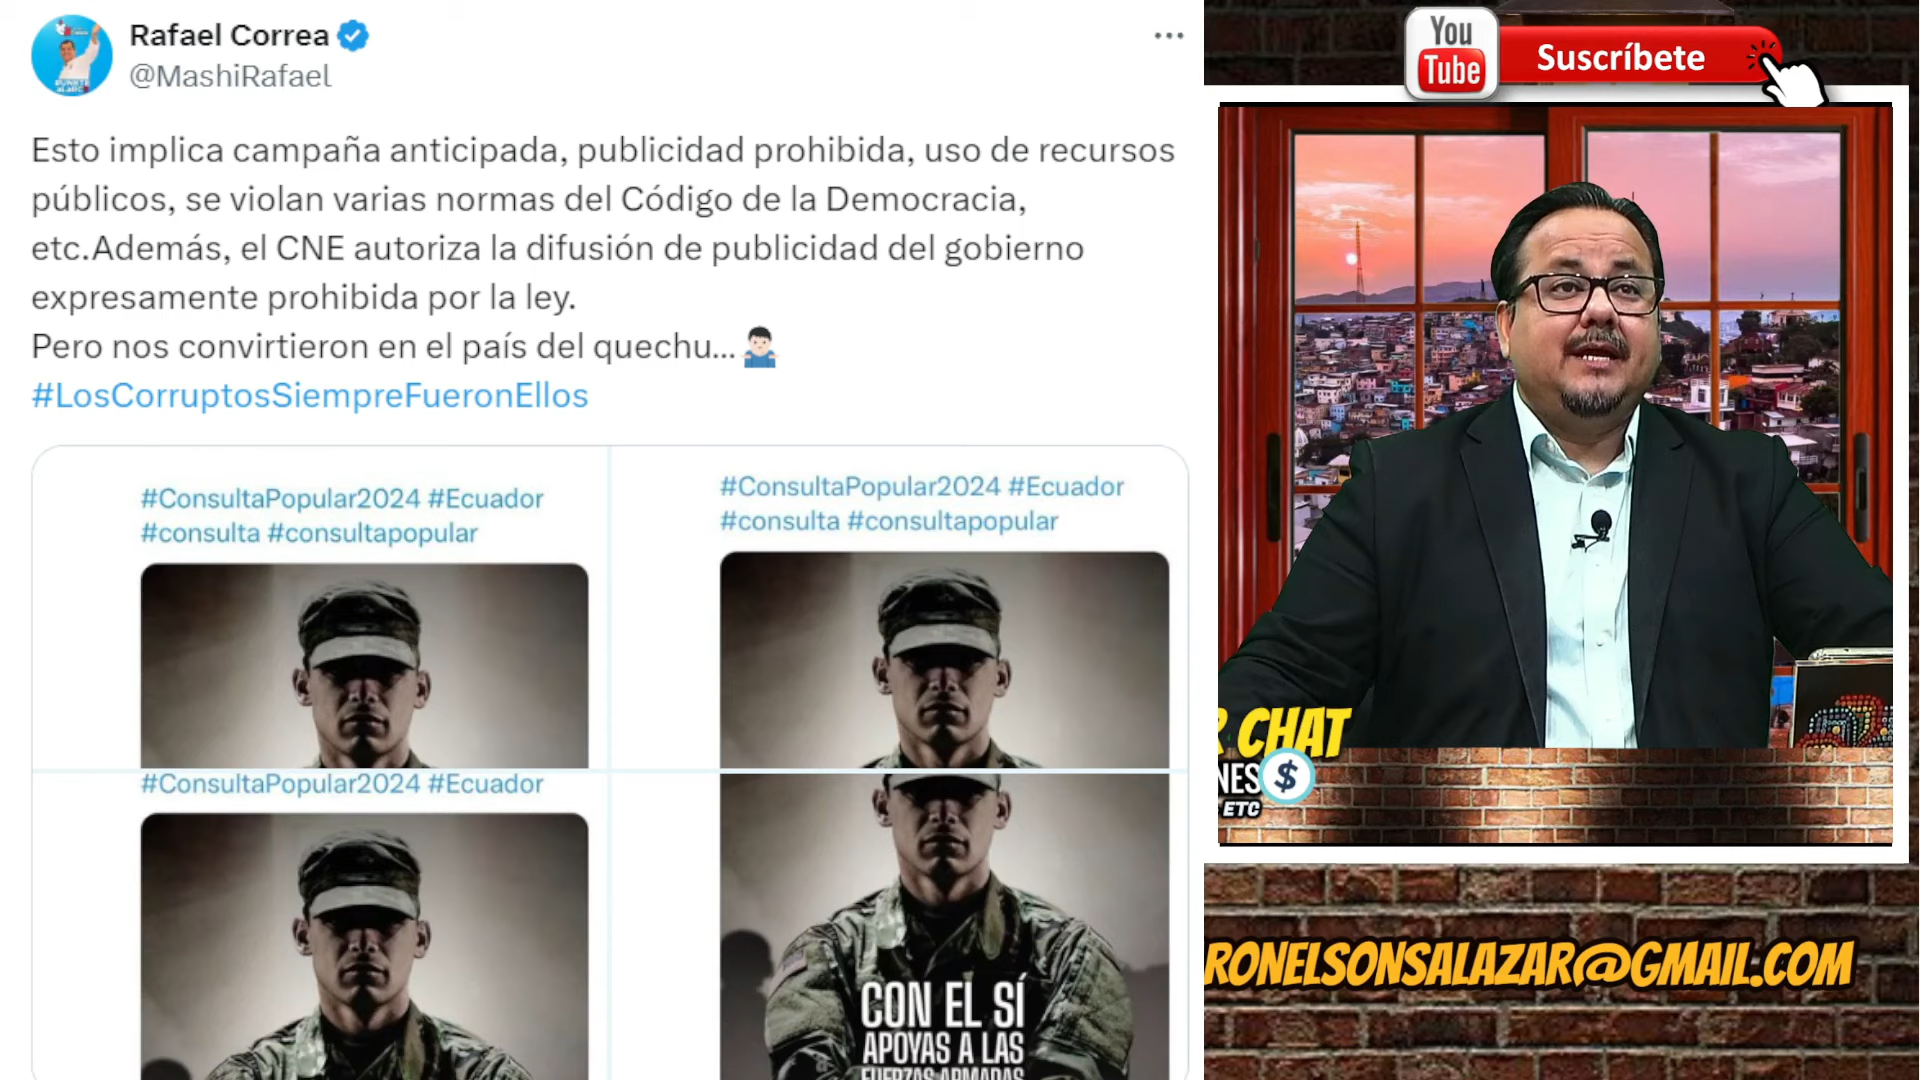 Rafael Correa
@MashiRafael
Esto implica campaña anticipada, publicidad prohibida, uso de recursos
públicos, se violan varias normas del Código de la Democracia,
etc.Además, el CNE autoriza la difusión de publicidad del gobierno
expresamente prohibida por la ley.
Pero nos convirtieron en el país del quechu...
#LosCorruptosSiempreFueronEllos
#ConsultaPopular2024 #Ecuador
#consulta #consultapopular
#ConsultaPopular2024 #Ecuador
#consulta #consultapopular
#ConsultaPopular2024 #Ecuador
CON EL SÍ
APOYAS A LAS
FUERZAS ARMADAS
You
Tube
Suscríbete
R CHAT
NES $
ETC
RONELSONSALAZAR@GMAIL.COM